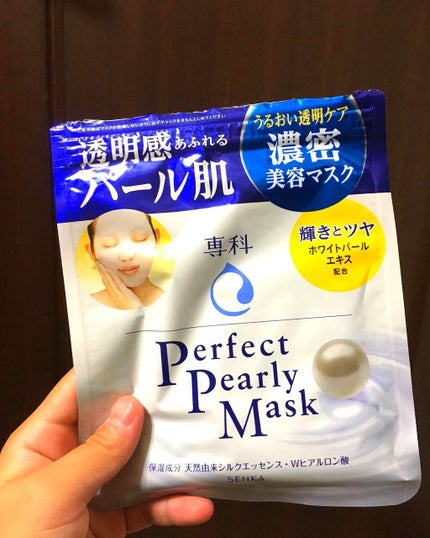 透明感あふれる
パール肌
うるおい透明ケア
濃密
美容マスク
輝きとツヤ
ホワイトパール
エキス
配合
専科
Perfect
Pearly
Mask
保湿成分 天然由来シルクエッセンス・Wヒアルロン酸
SENKA